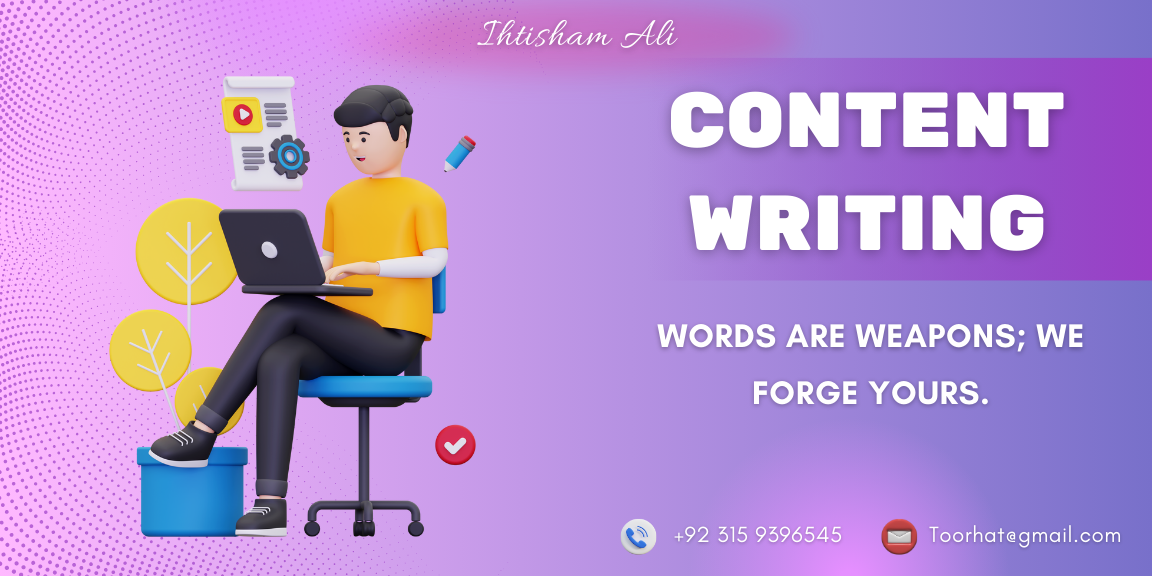 Ihtisham Ali
CONTENT
WRITING
WORDS ARE WEAPONS; WE
FORGE YOURS.
+92 315 9396545
Toorhat@gmail.com